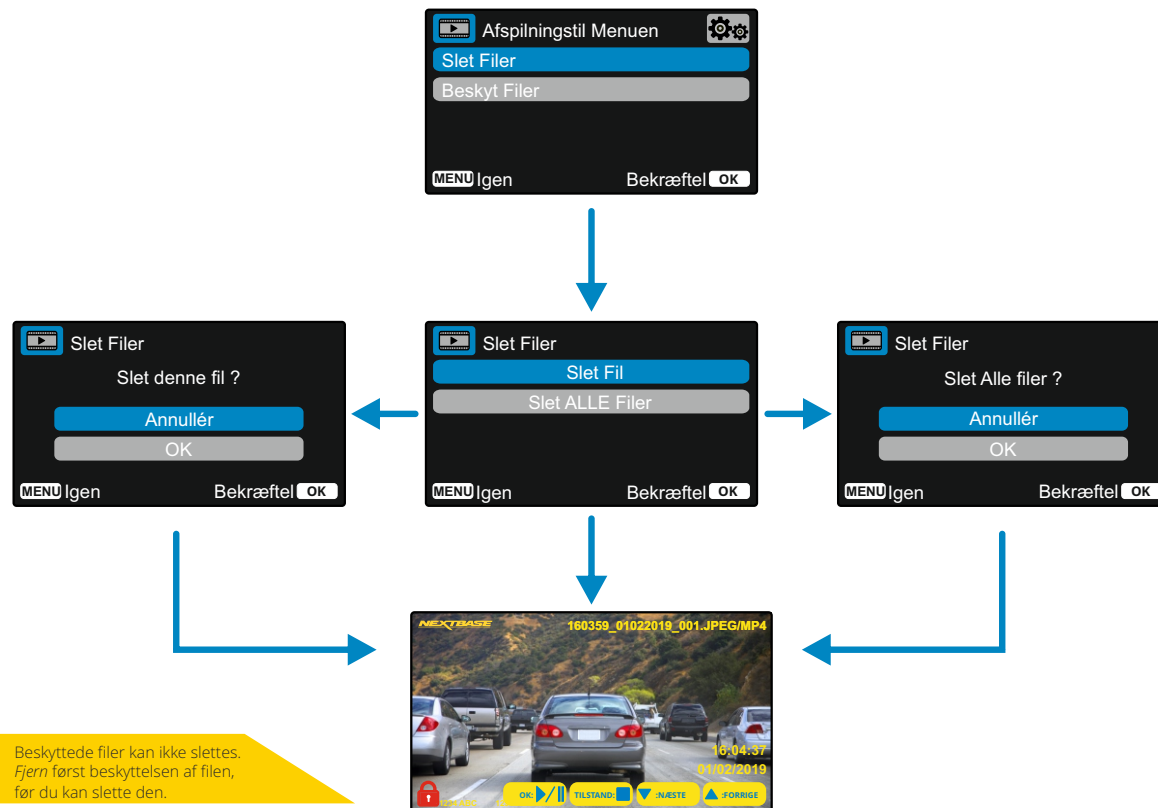 Afspilningstil Menuen
Slet Filer
Beskyt Filer
MENU Igen
Bekræftel OK
Slet Filer
Slet denne fil ?
Annullér
OK
MENU Igen
Bekræftel OK
Slet Filer
Slet Fil
Slet ALLE Filer
MENU Igen
Bekræftel OK
Slet Filer
Slet Alle filer ?
Annullér
OK
MENU Igen
Bekræftel OK
NEXTBASE
160359_01022019_001.JPEG/MP4
16:04:37
01/02/2019
OK: TILSTAND: :NÆSTE :FORRIGE
Beskyttede filer kan ikke slettes.
Fjern først beskyttelsen af filen,
før du kan slette den.